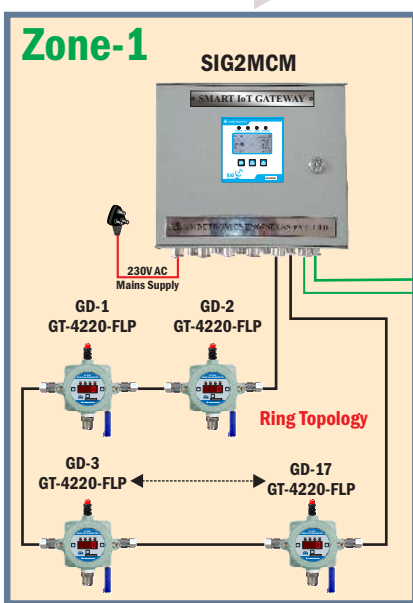 Zone-1
SIG2MCM
SMART IoT GATEWAY
SIG
230V AC
Mains Supply
GD-1
GT-4220-FLP
GD-2
GT-4220-FLP
Ring Topology
GD-3
GT-4220-FLP
GD-17
GT-4220-FLP